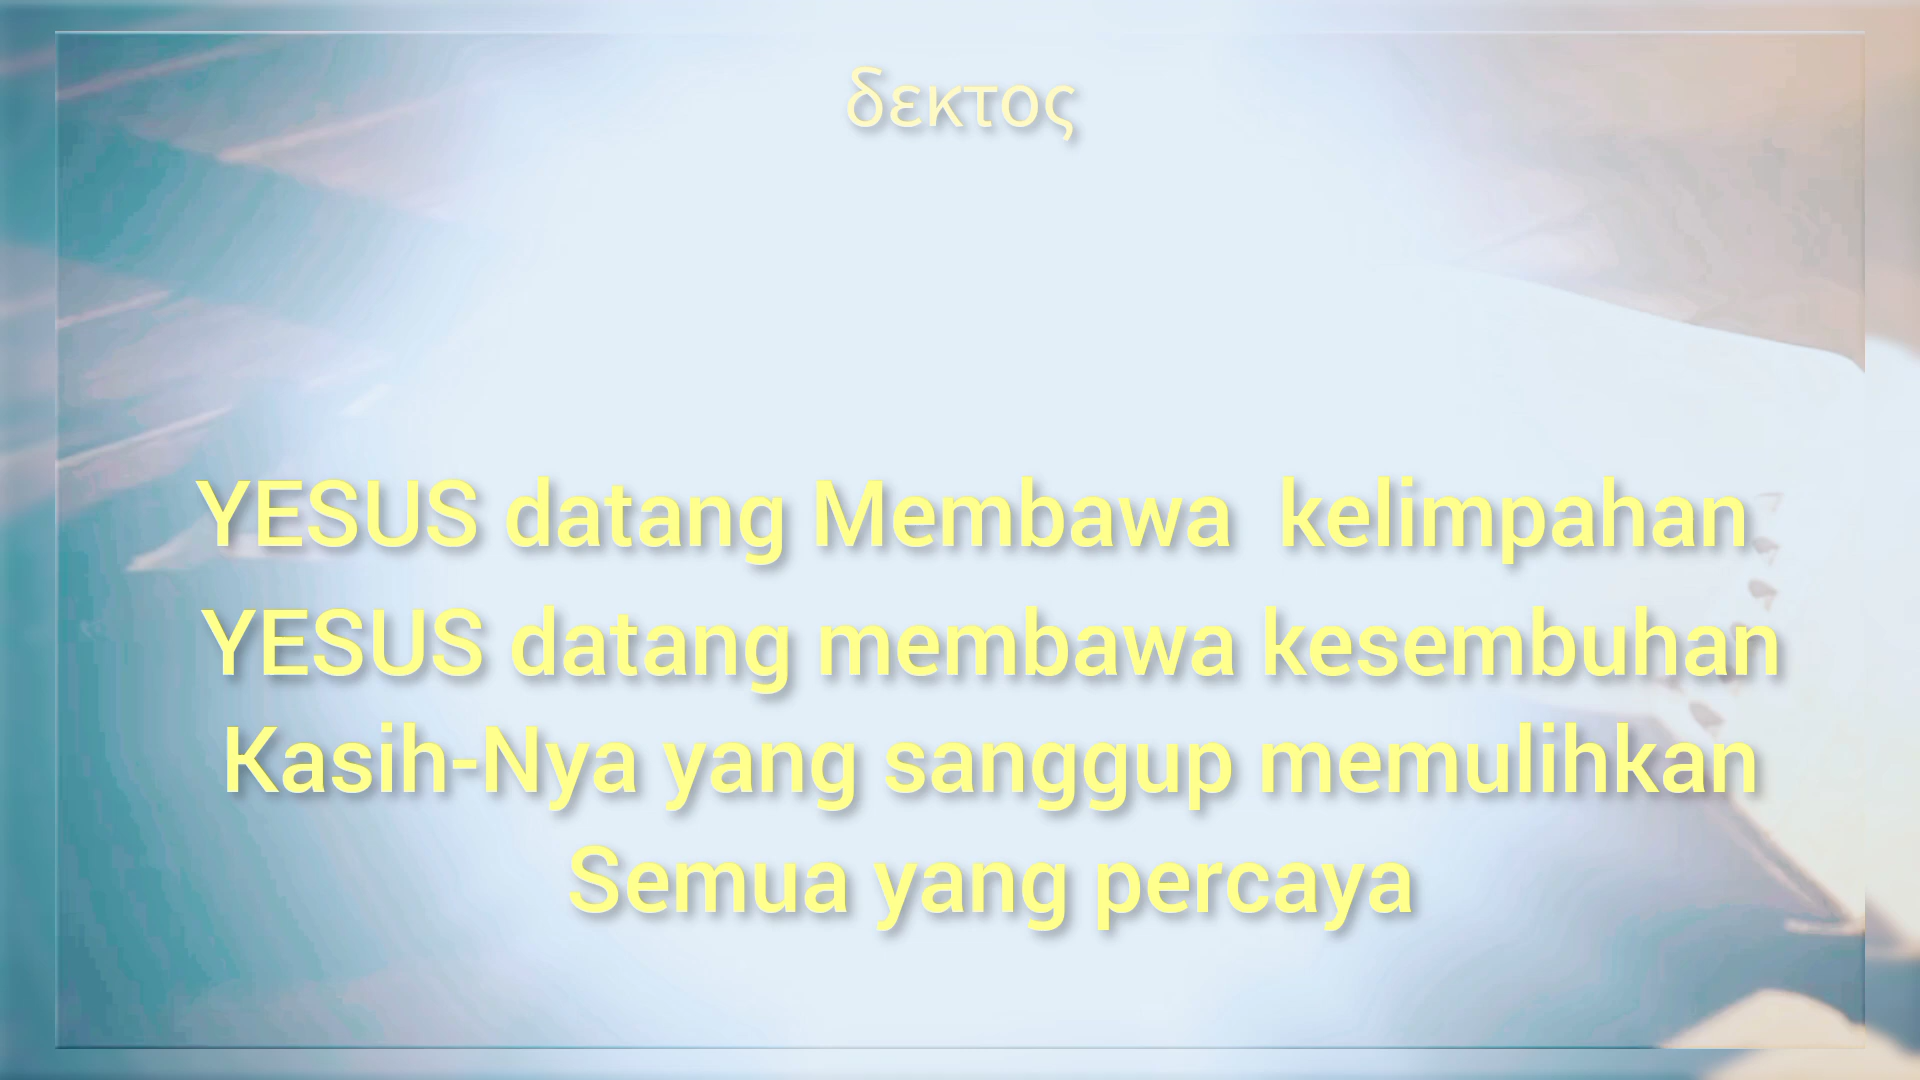 δεκτος
YESUS datang Membawa  kelimpahan
YESUS datang membawa kesembuhan
Kasih-Nya yang sanggup memulihkan
Semua yang percaya